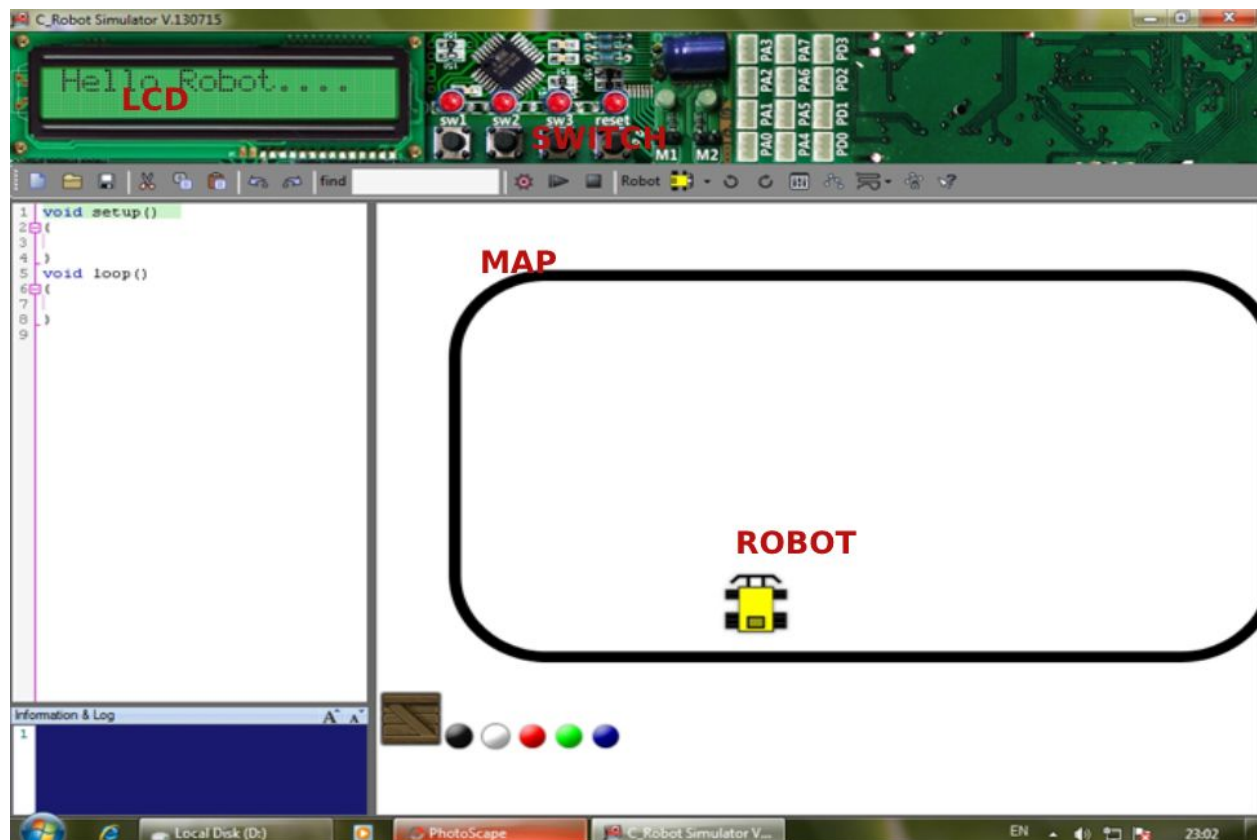 C_Robot Simulator V.130715
Hello Robot....
LCD
sw1 sw2 sw3 reset
SWITCH
M1 M2
PA3 PA7 PD3
PA2 PA6 PD2
PA1 PA5 PD1
PA0 PA4 PD0
find
Robot
1 void setup()
2 {
3
4 }
5 void loop()
6 {
7
8 }
9
MAP
ROBOT
Information & Log
A A
1
Local Disk (D:)
PhotoScape
C_Robot Simulator V...
EN
23:02